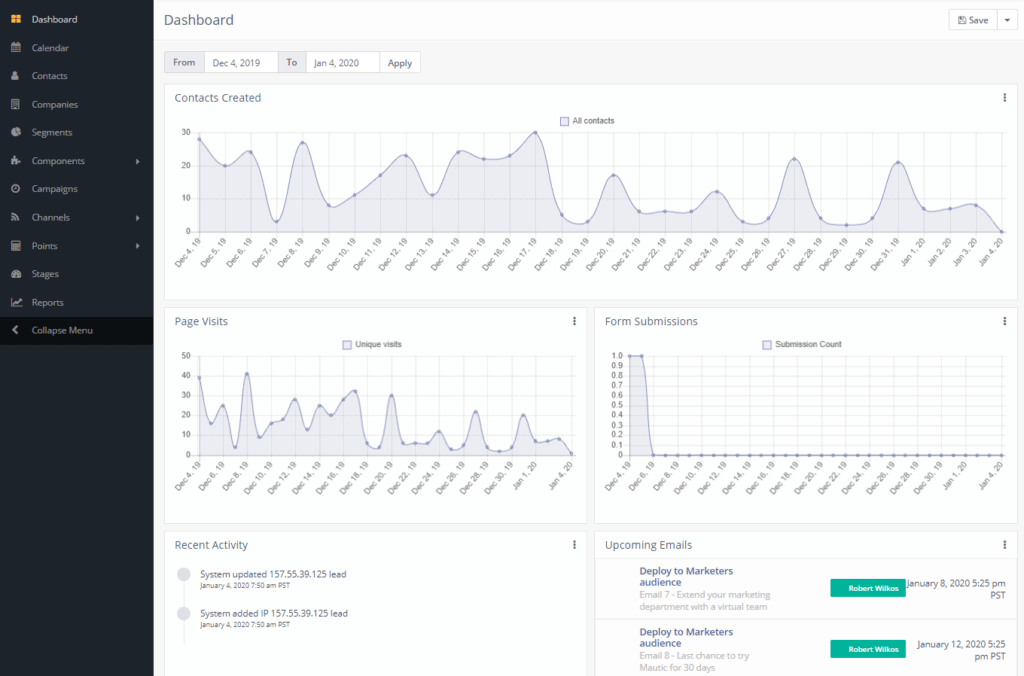 Dashboard
Calendar
Contacts
Companies
Segments
Components
Campaigns
Channels
Points
Stages
Reports
Collapse Menu
Dashboard
Save
From Dec 4, 2019 To Jan 4, 2020 Apply
Contacts Created
All contacts
30
20
10
0
Dec 4, 19 Dec 5, 19 Dec 6, 19 Dec 7, 19 Dec 8, 19 Dec 9, 19 Dec 10, 19 Dec 11, 19 Dec 12, 19 Dec 13, 19 Dec 14, 19 Dec 15, 19 Dec 16, 19 Dec 17, 19 Dec 18, 19 Dec 19, 19 Dec 20, 19 Dec 21, 19 Dec 22, 19 Dec 23, 19 Dec 24, 19 Dec 25, 19 Dec 26, 19 Dec 27, 19 Dec 28, 19 Dec 29, 19 Dec 30, 19 Dec 31, 19 Jan 1, 20 Jan 2, 20 Jan 3, 20 Jan 4, 20
Page Visits
Unique visits
50
40
30
20
10
0
Dec 4, 19 Dec 6, 19 Dec 8, 19 Dec 10, 19 Dec 12, 19 Dec 14, 19 Dec 16, 19 Dec 18, 19 Dec 20, 19 Dec 22, 19 Dec 24, 19 Dec 26, 19 Dec 28, 19 Dec 30, 19 Jan 1, 20 Jan 4, 20
Form Submissions
Submission Count
1.0
0.9
0.8
0.7
0.6
0.5
0.4
0.3
0.2
0.1
0
Dec 4, 19 Dec 6, 19 Dec 8, 19 Dec 10, 19 Dec 12, 19 Dec 14, 19 Dec 16, 19 Dec 18, 19 Dec 20, 19 Dec 22, 19 Dec 24, 19 Dec 26, 19 Dec 28, 19 Dec 30, 19 Jan 1, 20 Jan 4, 20
Recent Activity
System updated 157.55.39.125 lead
January 4, 2020 7:50 am PST
System added IP 157.55.39.125 lead
January 4, 2020 7:50 am PST
Upcoming Emails
Deploy to Marketers
audience
Email 7 - Extend your marketing
department with a virtual team
Robert Wilkos
January 8, 2020 5:25 pm
PST
Deploy to Marketers
audience
Email 8 - Last chance to try
Mautic for 30 days
Robert Wilkos
January 12, 2020 5:25
pm PST